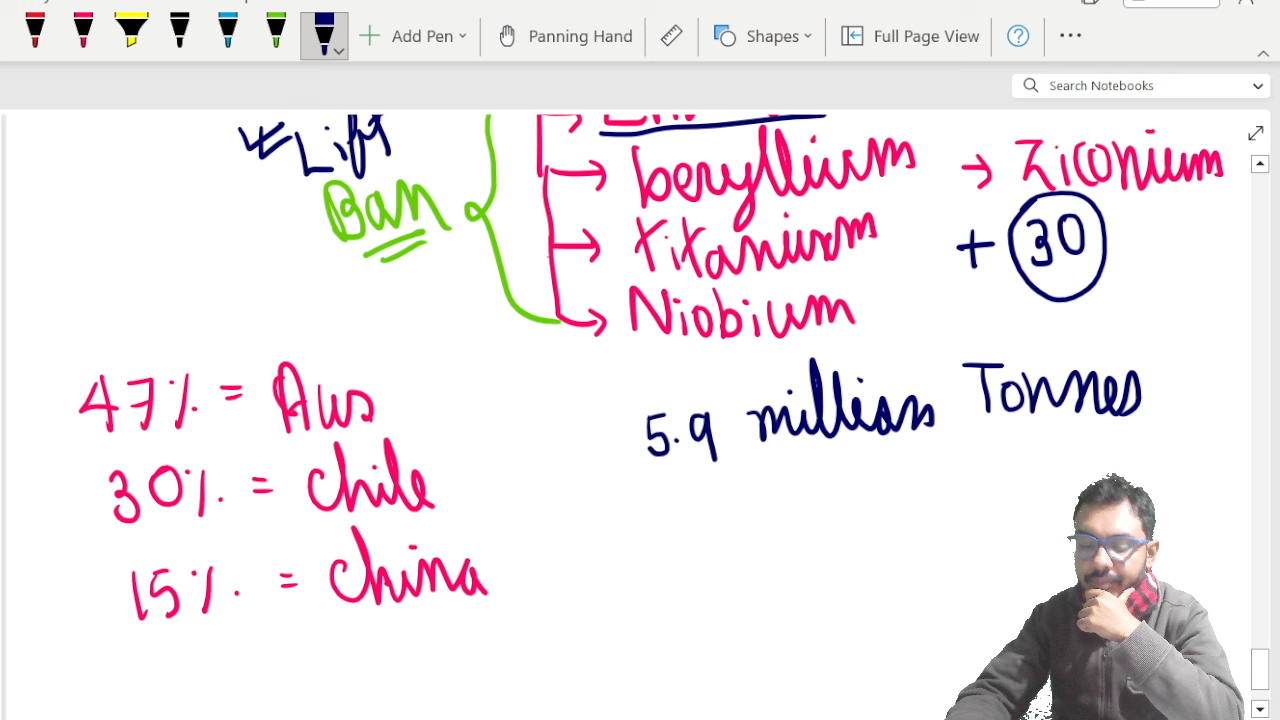 Add Pen Panning Hand Shapes Full Page View ? ...
Search Notebooks
Lift
Ban
beryllium → Ziconium
titanium + 30
Niobium
47% = Aus
5.9 million Tonnes
30% = Chile
15% = China